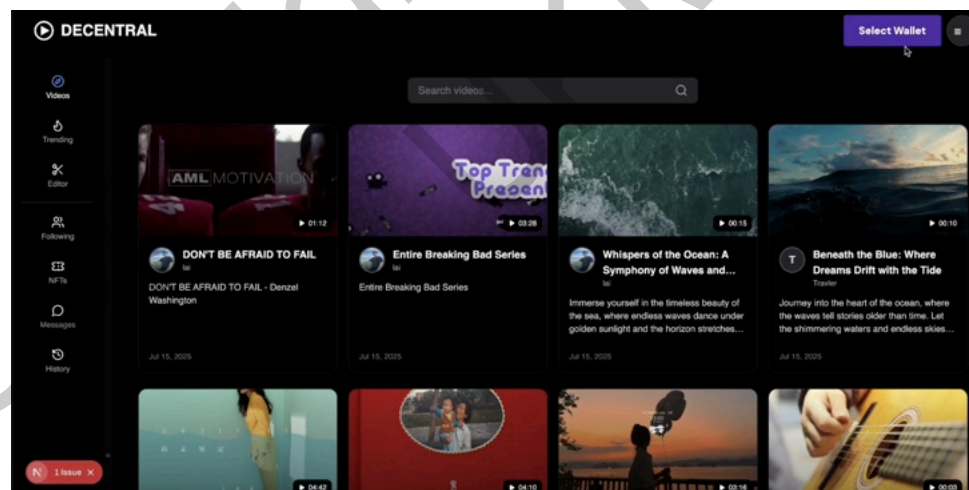 DECENTRAL
Select Wallet
Videos
Trending
Editor
Following
NFTs
Messages
History
Search videos...
AML MOTIVATION
01:12
DON'T BE AFRAID TO FAIL
lai
DON'T BE AFRAID TO FAIL - Denzel
Washington
Jul 15, 2025
Top Tren
Presen
03:28
Entire Breaking Bad Series
lai
Entire Breaking Bad Series
Jul 15, 2025
00:15
Whispers of the Ocean: A
Symphony of Waves and...
lai
Immerse yourself in the timeless beauty of
the sea, where endless waves dance under
golden sunlight and the horizon stretches...
Jul 15, 2025
00:10
T
Beneath the Blue: Where
Dreams Drift with the Tide
Travler
Journey into the heart of the ocean, where
the waves tell stories older than time. Let
the shimmering waters and endless skies...
Jul 15, 2025
04:42
04:10
03:16
00:03
N 1 Issue ×